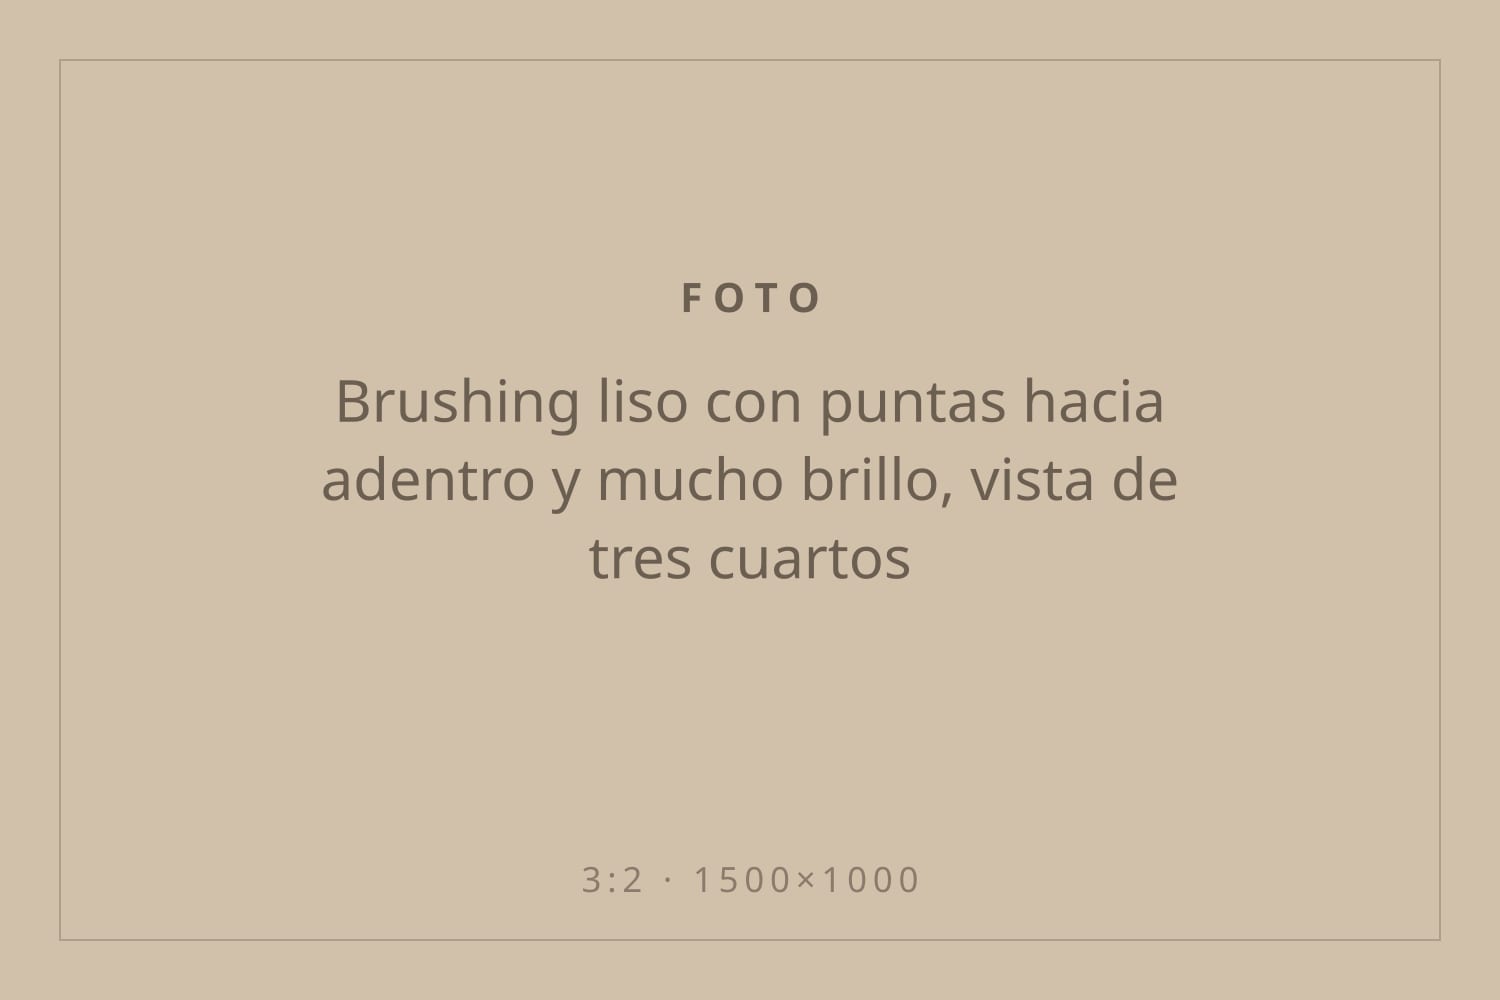 FOTO
Brushing liso con puntas hacia
adentro y mucho brillo, vista de
tres cuartos
3:2 · 1500×1000